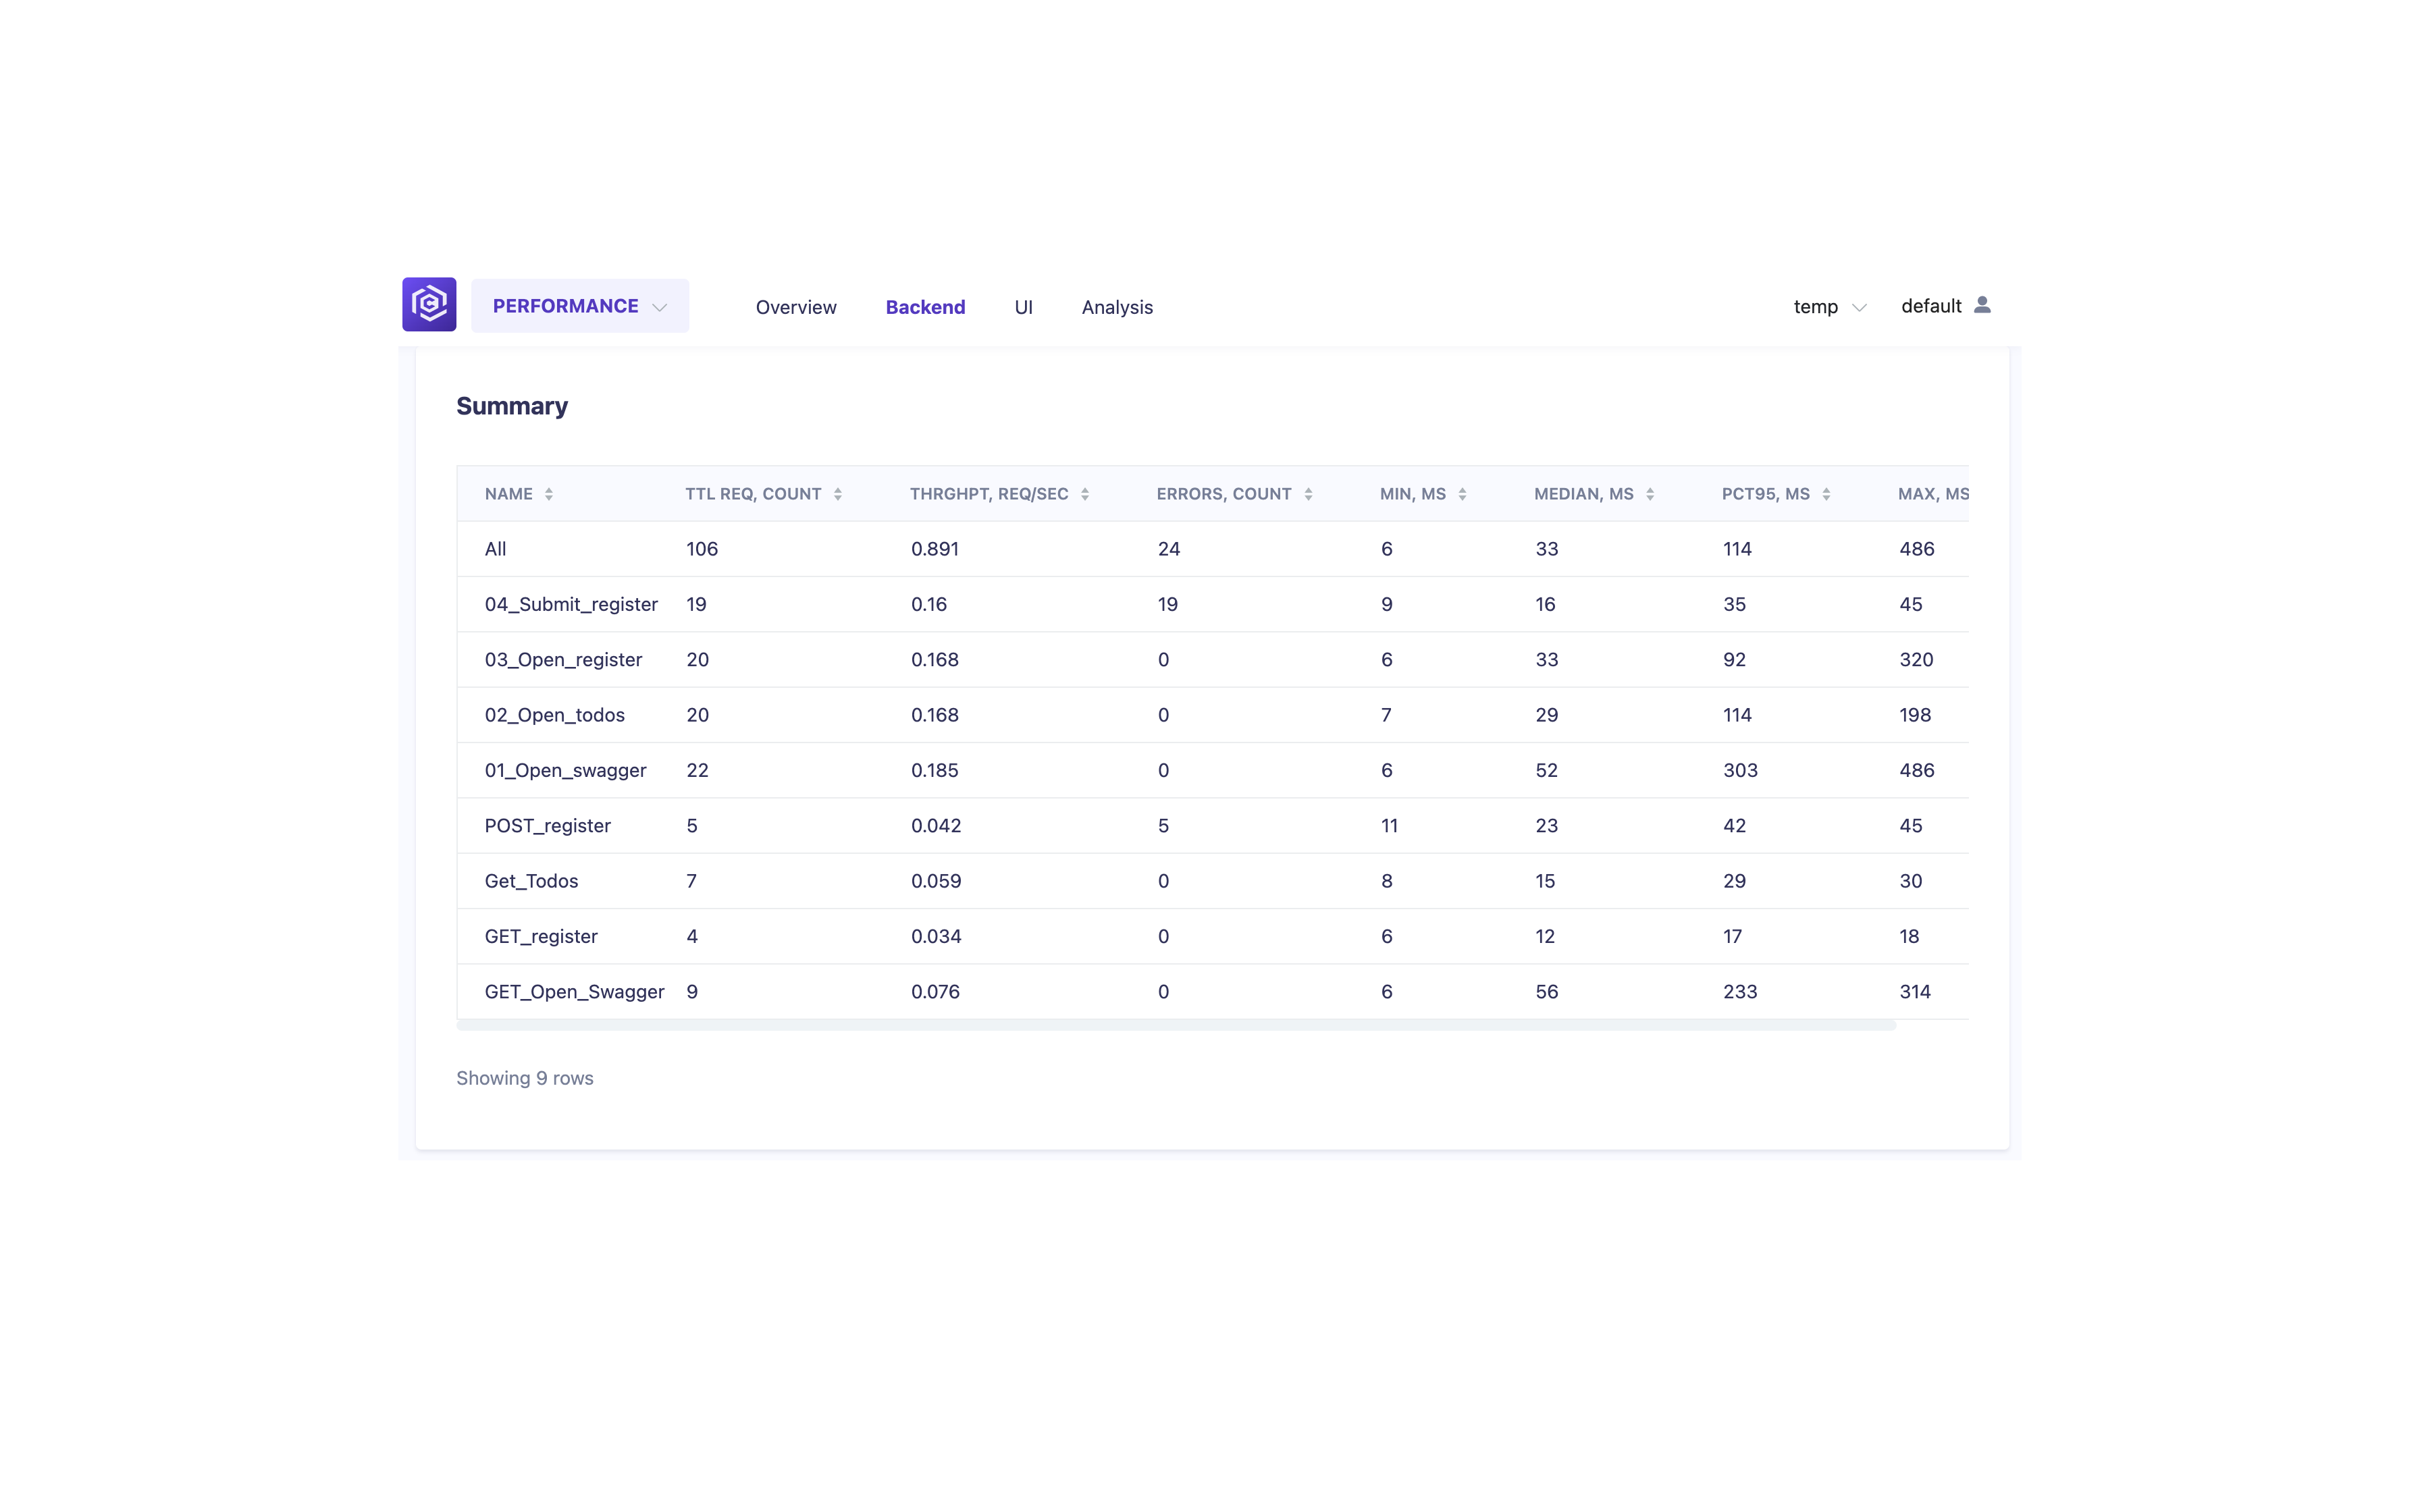 PERFORMANCE Overview Backend UI Analysis temp default
Summary
NAME TTL REQ, COUNT THRGHPT, REQ/SEC ERRORS, COUNT MIN, MS MEDIAN, MS PCT95, MS MAX, MS
All 106 0.891 24 6 33 114 486
04_Submit_register 19 0.16 19 9 16 35 45
03_Open_register 20 0.168 0 6 33 92 320
02_Open_todos 20 0.168 0 7 29 114 198
01_Open_swagger 22 0.185 0 6 52 303 486
POST_register 5 0.042 5 11 23 42 45
Get_Todos 7 0.059 0 8 15 29 30
GET_register 4 0.034 0 6 12 17 18
GET_Open_Swagger 9 0.076 0 6 56 233 314
Showing 9 rows